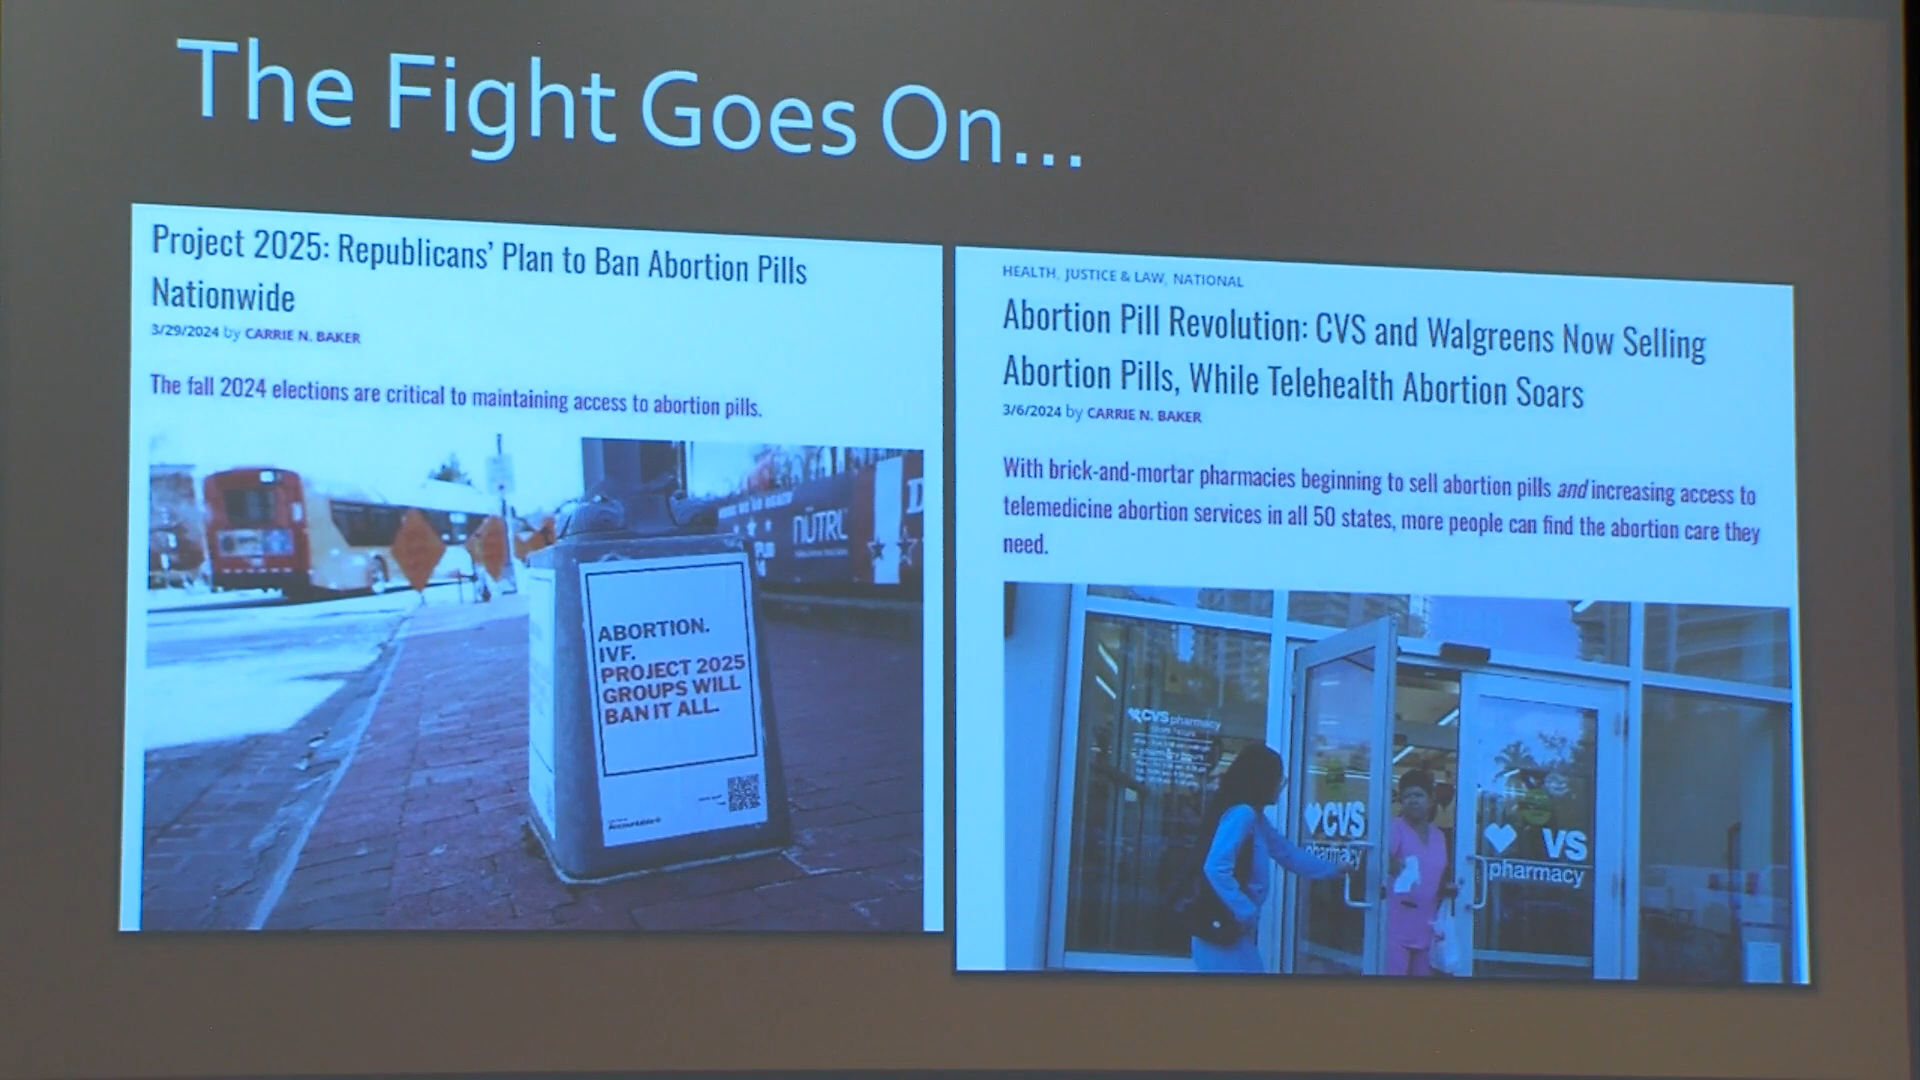 The Fight Goes On...
Project 2025: Republicans’ Plan to Ban Abortion Pills
Nationwide
3/29/2024 by CARRIE N. BAKER
The fall 2024 elections are critical to maintaining access to abortion pills.
NÜTRL
ABORTION.
IVF.
PROJECT 2025
GROUPS WILL
BAN IT ALL.
HEALTH, JUSTICE & LAW, NATIONAL
Abortion Pill Revolution: CVS and Walgreens Now Selling
Abortion Pills, While Telehealth Abortion Soars
3/6/2024 by CARRIE N. BAKER
With brick-and-mortar pharmacies beginning to sell abortion pills and increasing access to
telemedicine abortion services in all 50 states, more people can find the abortion care they
need.
CVS pharmacy
CVS
pharmacy
VS
pharmacy